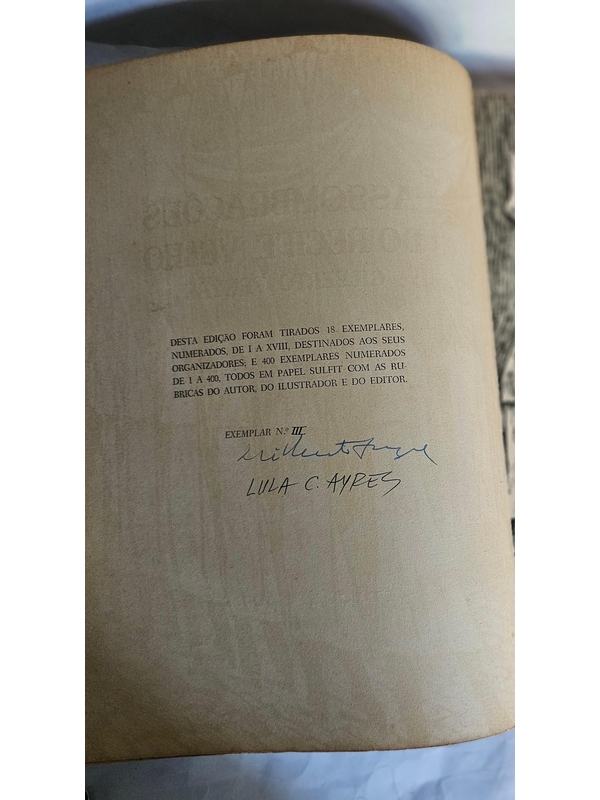 DESTA EDIÇÃO FORAM TIRADOS 18 EXEMPLARES,
NUMERADOS, DE I A XVIII, DESTINADOS AOS SEUS
ORGANIZADORES; E 400 EXEMPLARES NUMERADOS
DE 1 A 400, TODOS EM PAPEL SULFIT COM AS RU-
BRICAS DO AUTOR, DO ILUSTRADOR E DO EDITOR.
EXEMPLAR N.º III
LULA C. AYRES